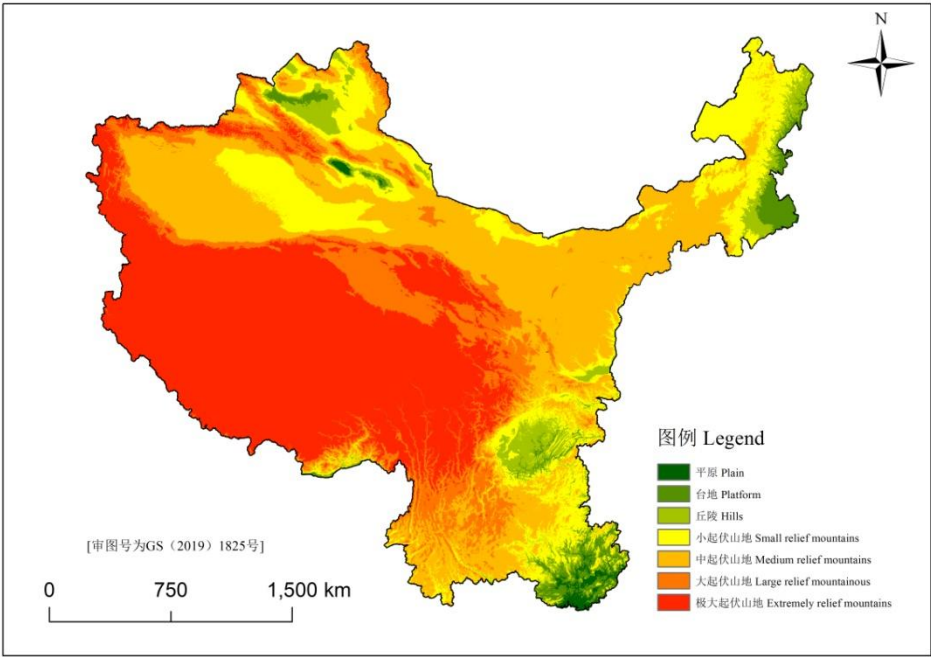 N
图例 Legend
平原 Plain
台地 Platform
丘陵 Hills
小起伏山地 Small relief mountains
中起伏山地 Medium relief mountains
大起伏山地 Large relief mountainous
极大起伏山地 Extremely relief mountains
[审图号为GS（2019）1825号]
0 750 1,500 km